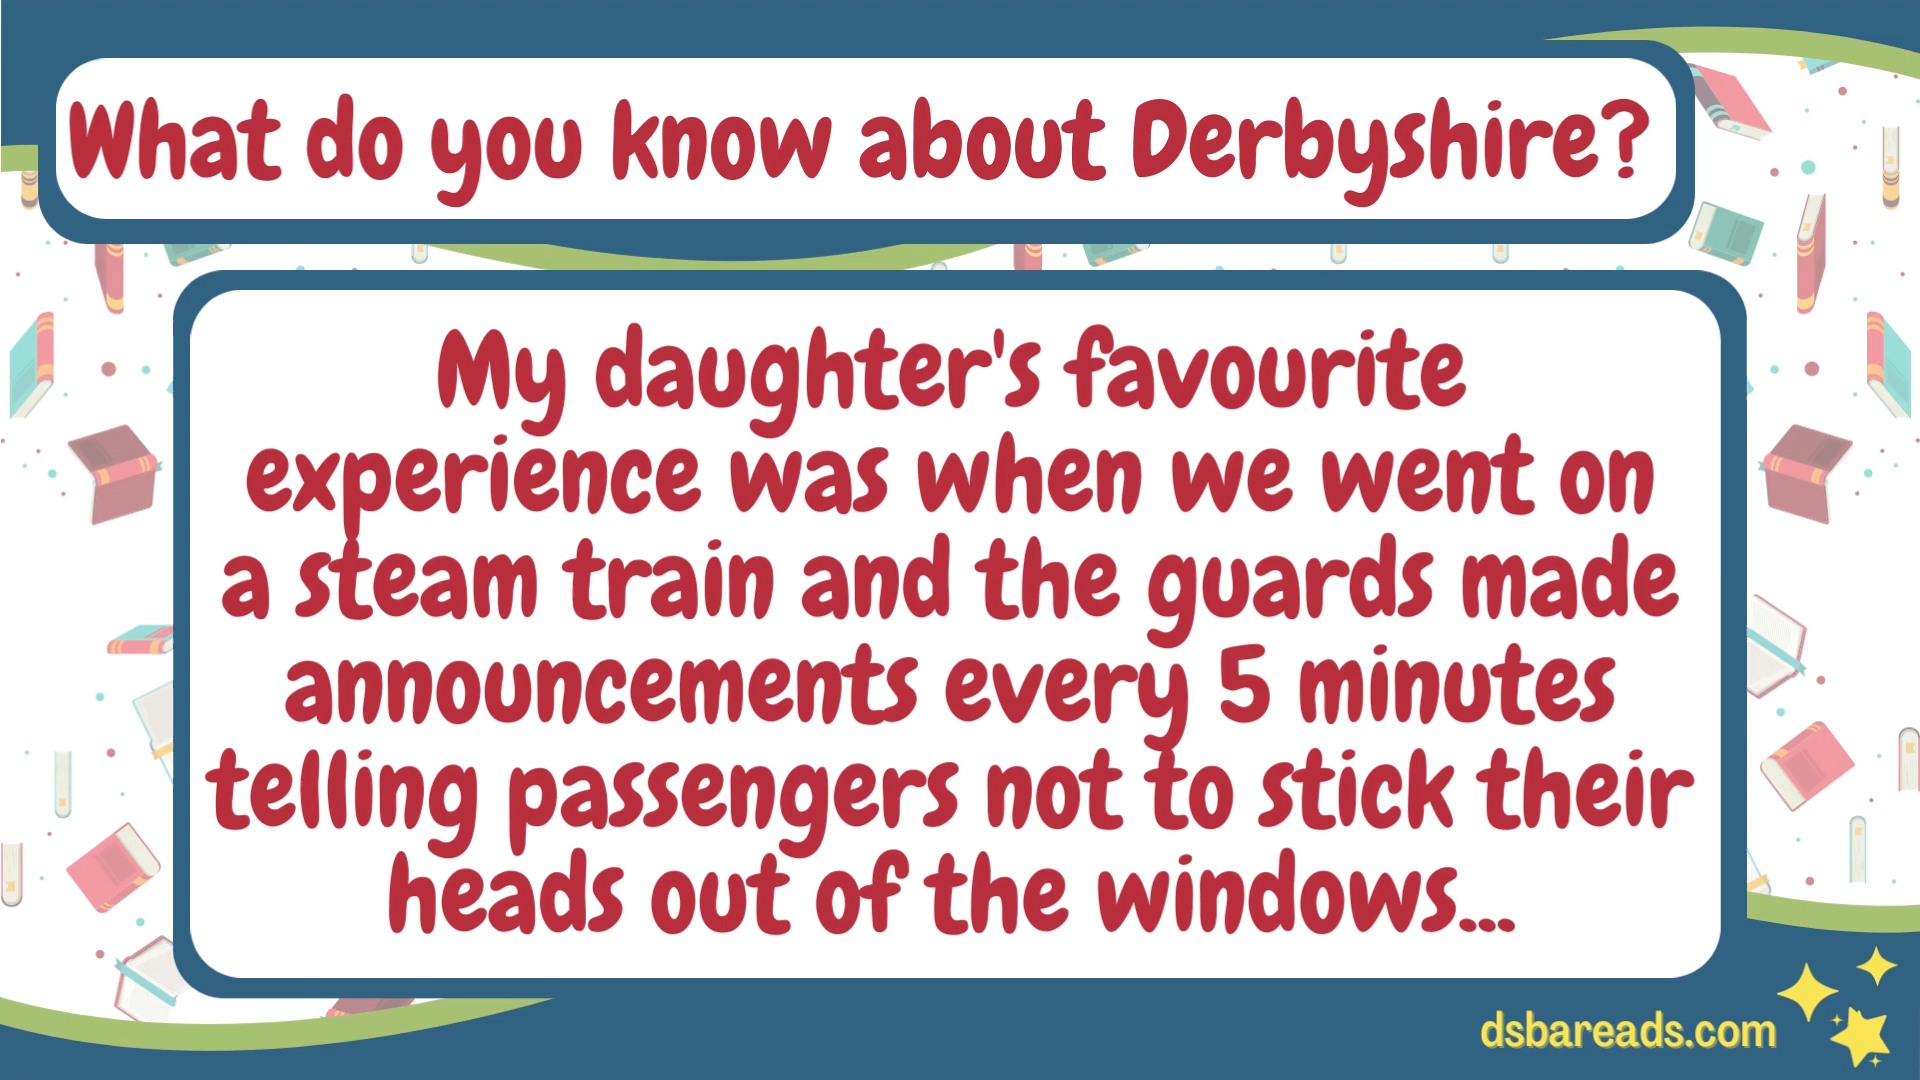 What do you know about Derbyshire?
My daughter's favourite
experience was when we went on
a steam train and the guards made
announcements every 5 minutes
telling passengers not to stick their
heads out of the windows...
dsbareads.com